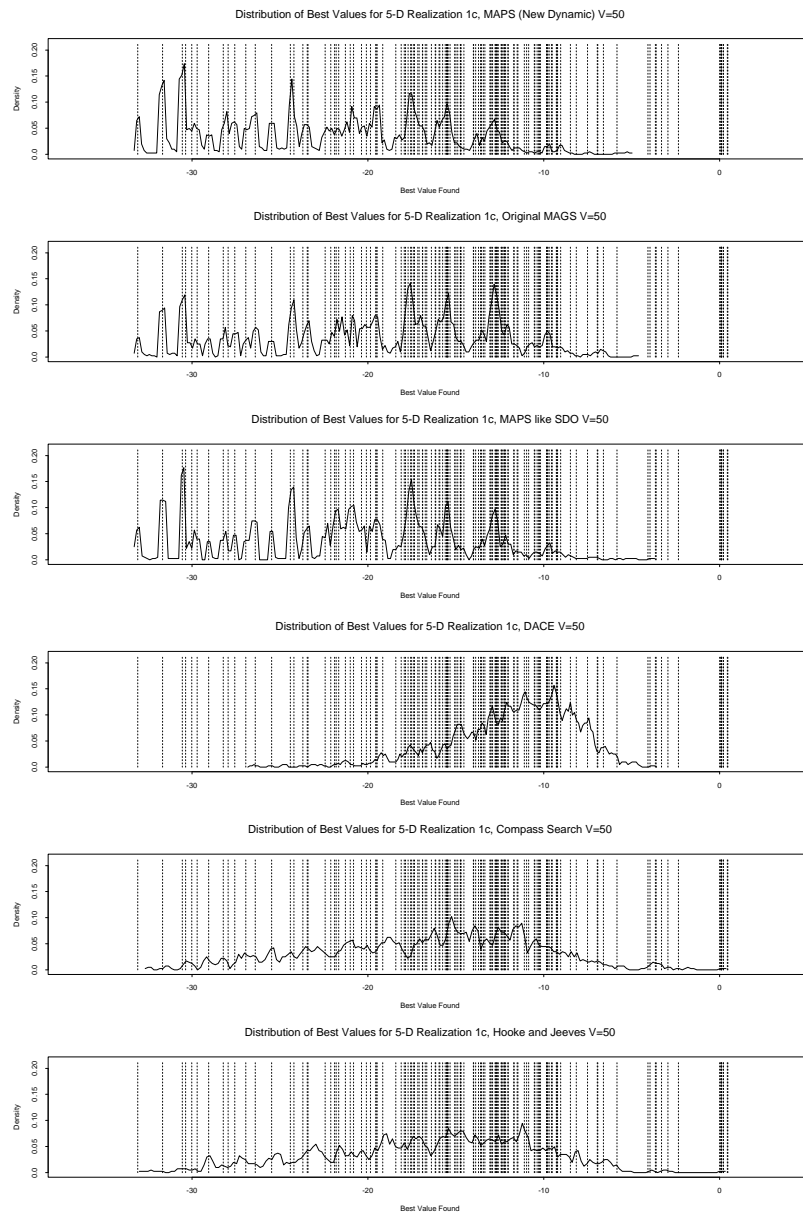 Distribution of Best Values for 5-D Realization 1c, MAPS (New Dynamic) V=50
Density
0.0 0.05 0.10 0.15 0.20
-30 -20 -10 0
Best Value Found
Distribution of Best Values for 5-D Realization 1c, Original MAGS V=50
Density
0.0 0.05 0.10 0.15 0.20
-30 -20 -10 0
Best Value Found
Distribution of Best Values for 5-D Realization 1c, MAPS like SDO V=50
Density
0.0 0.05 0.10 0.15 0.20
-30 -20 -10 0
Best Value Found
Distribution of Best Values for 5-D Realization 1c, DACE V=50
Density
0.0 0.05 0.10 0.15 0.20
-30 -20 -10 0
Best Value Found
Distribution of Best Values for 5-D Realization 1c, Compass Search V=50
Density
0.0 0.05 0.10 0.15 0.20
-30 -20 -10 0
Best Value Found
Distribution of Best Values for 5-D Realization 1c, Hooke and Jeeves V=50
Density
0.0 0.05 0.10 0.15 0.20
-30 -20 -10 0
Best Value Found